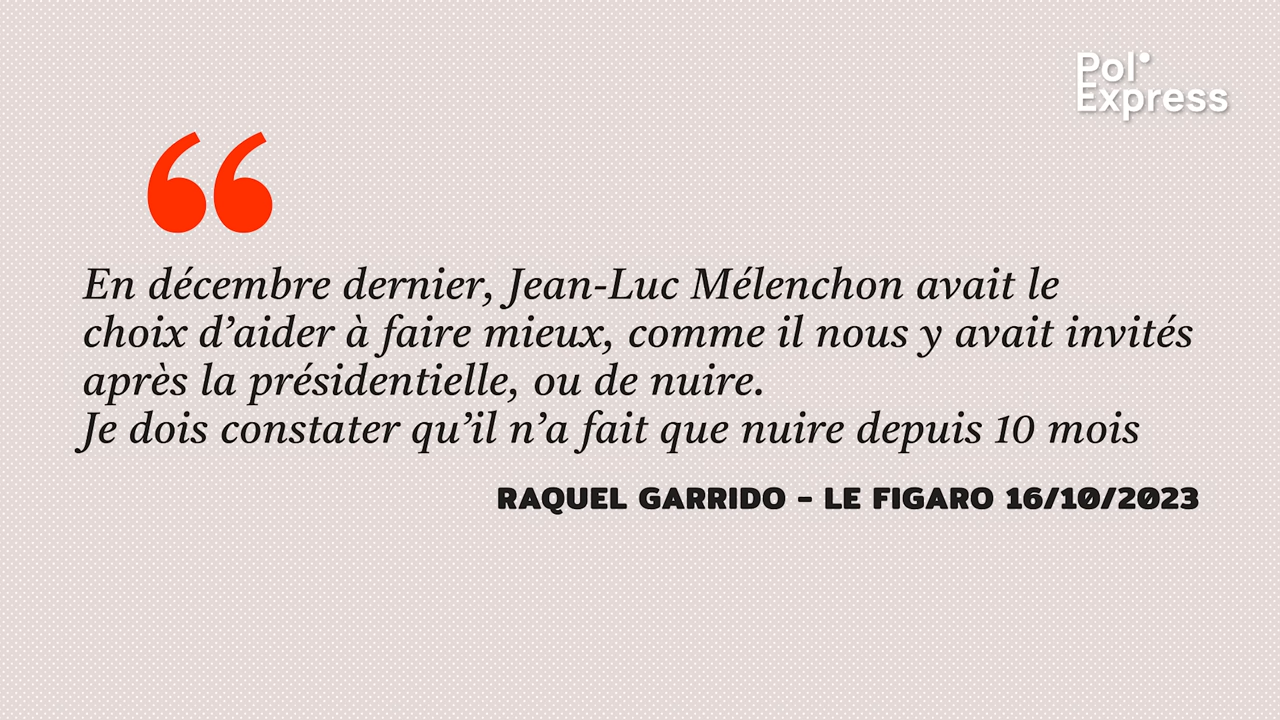 Pol'
Express
“
En décembre dernier, Jean-Luc Mélenchon avait le
choix d’aider à faire mieux, comme il nous y avait invités
après la présidentielle, ou de nuire.
Je dois constater qu’il n’a fait que nuire depuis 10 mois
RAQUEL GARRIDO – LE FIGARO 16/10/2023